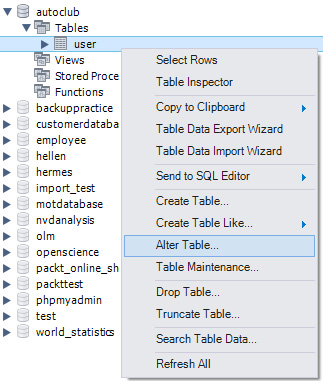 autoclub
Tables
user
Views
Stored Proce
Functions
backuppractice
customerdatab
employee
hellen
hermes
import_test
motdatabase
nvdanalysis
olm
openscience
packt_online_sh
packttest
phpmyadmin
test
world_statistics
Select Rows
Table Inspector
Copy to Clipboard
Table Data Export Wizard
Table Data Import Wizard
Send to SQL Editor
Create Table...
Create Table Like...
Alter Table...
Table Maintenance...
Drop Table...
Truncate Table...
Search Table Data...
Refresh All